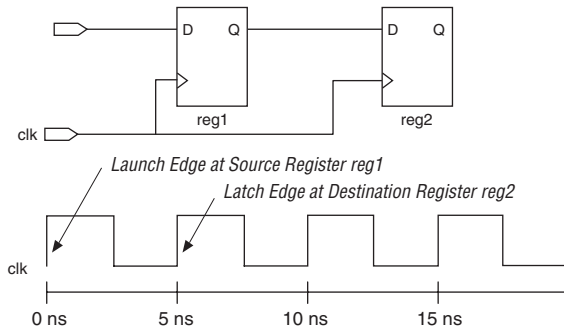 D Q D Q
reg1 reg2
clk
Launch Edge at Source Register reg1
Latch Edge at Destination Register reg2
clk
0 ns 5 ns 10 ns 15 ns